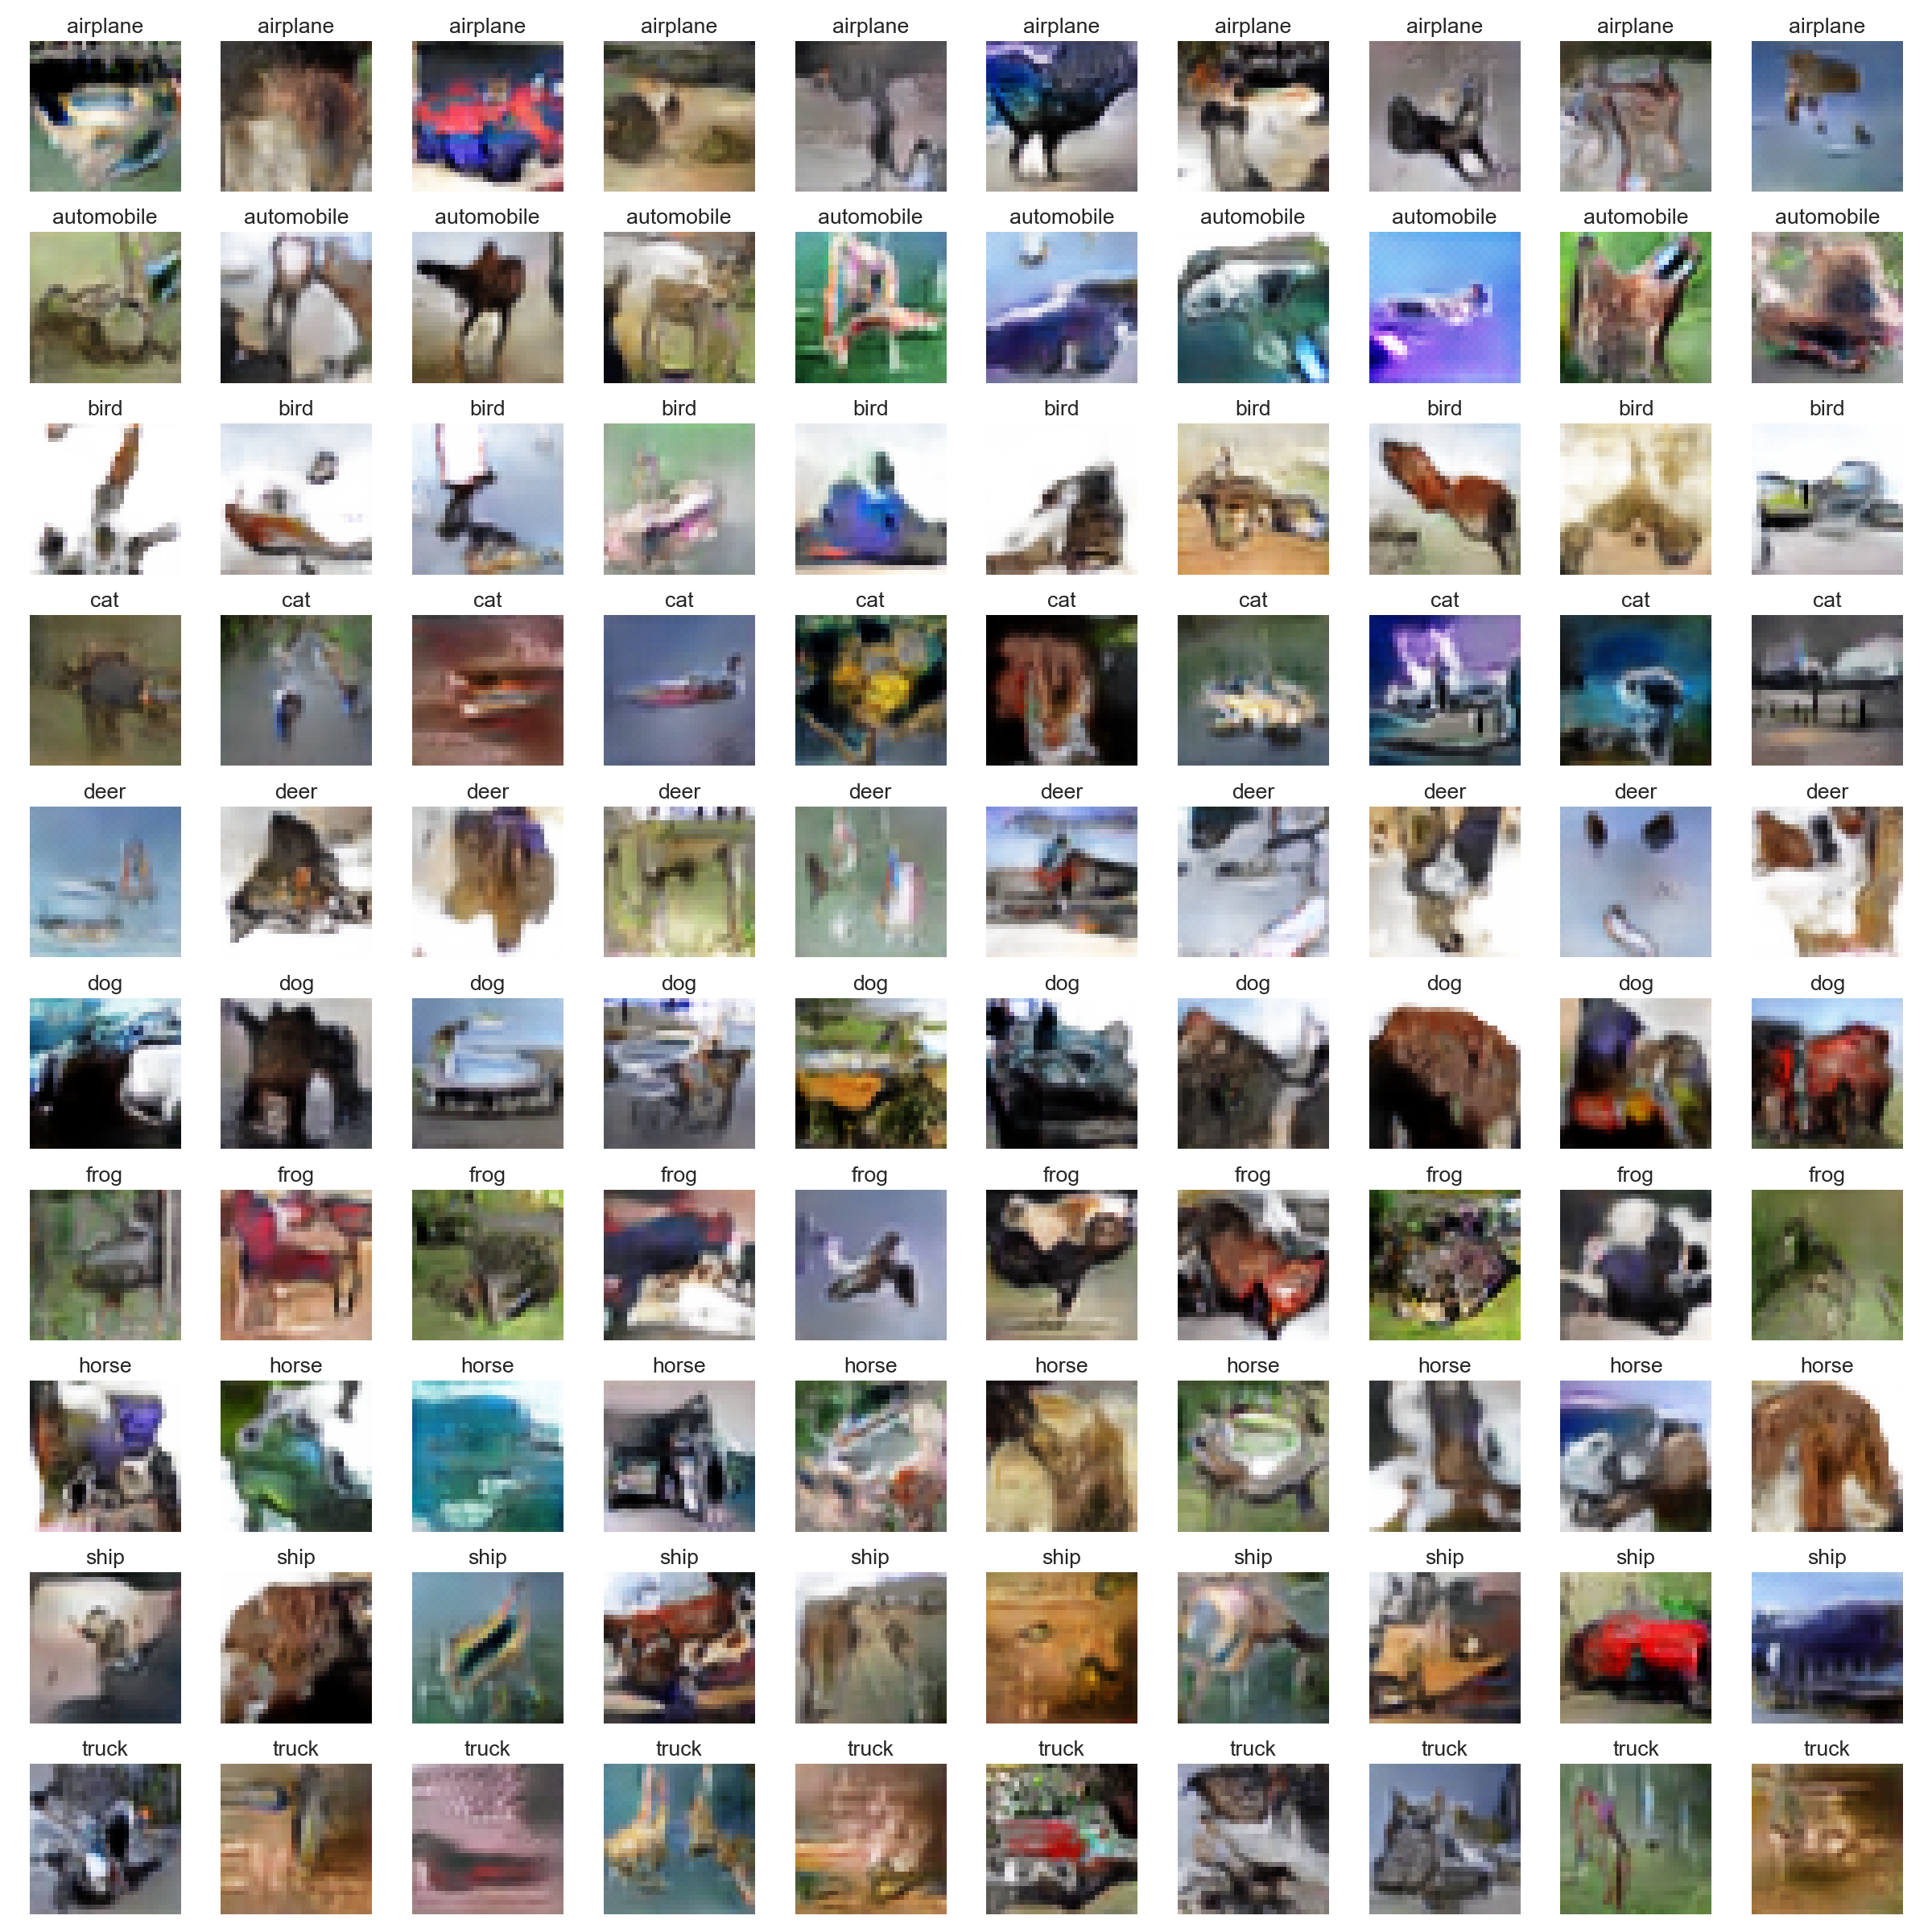 airplane airplane airplane airplane airplane airplane airplane airplane airplane airplane
automobile automobile automobile automobile automobile automobile automobile automobile automobile automobile
bird bird bird bird bird bird bird bird bird bird
cat cat cat cat cat cat cat cat cat cat
deer deer deer deer deer deer deer deer deer deer
dog dog dog dog dog dog dog dog dog dog
frog frog frog frog frog frog frog frog frog frog
horse horse horse horse horse horse horse horse horse horse
ship ship ship ship ship ship ship ship ship ship
truck truck truck truck truck truck truck truck truck truck